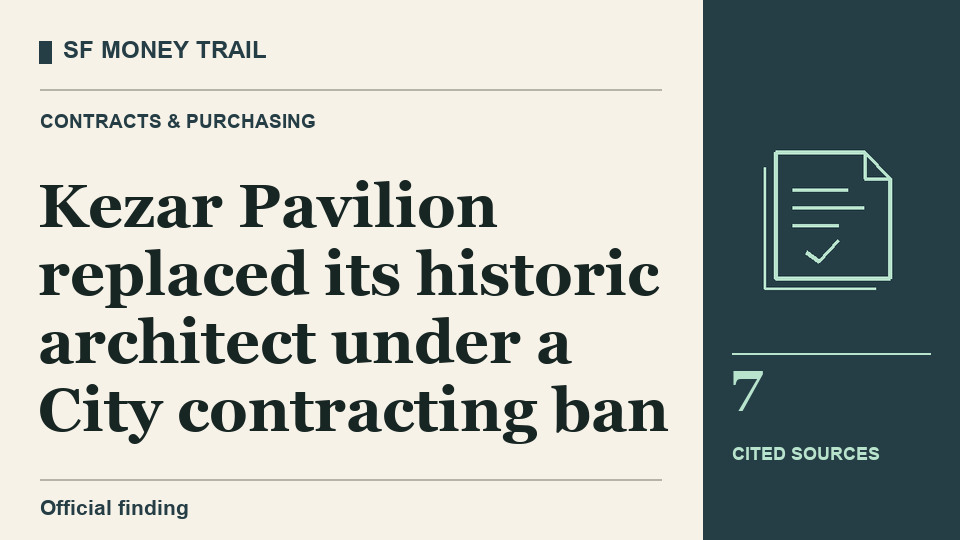 SF MONEY TRAIL
CONTRACTS & PURCHASING
Kezar Pavilion
replaced its historic
architect under a
City contracting ban
Official finding
7
CITED SOURCES